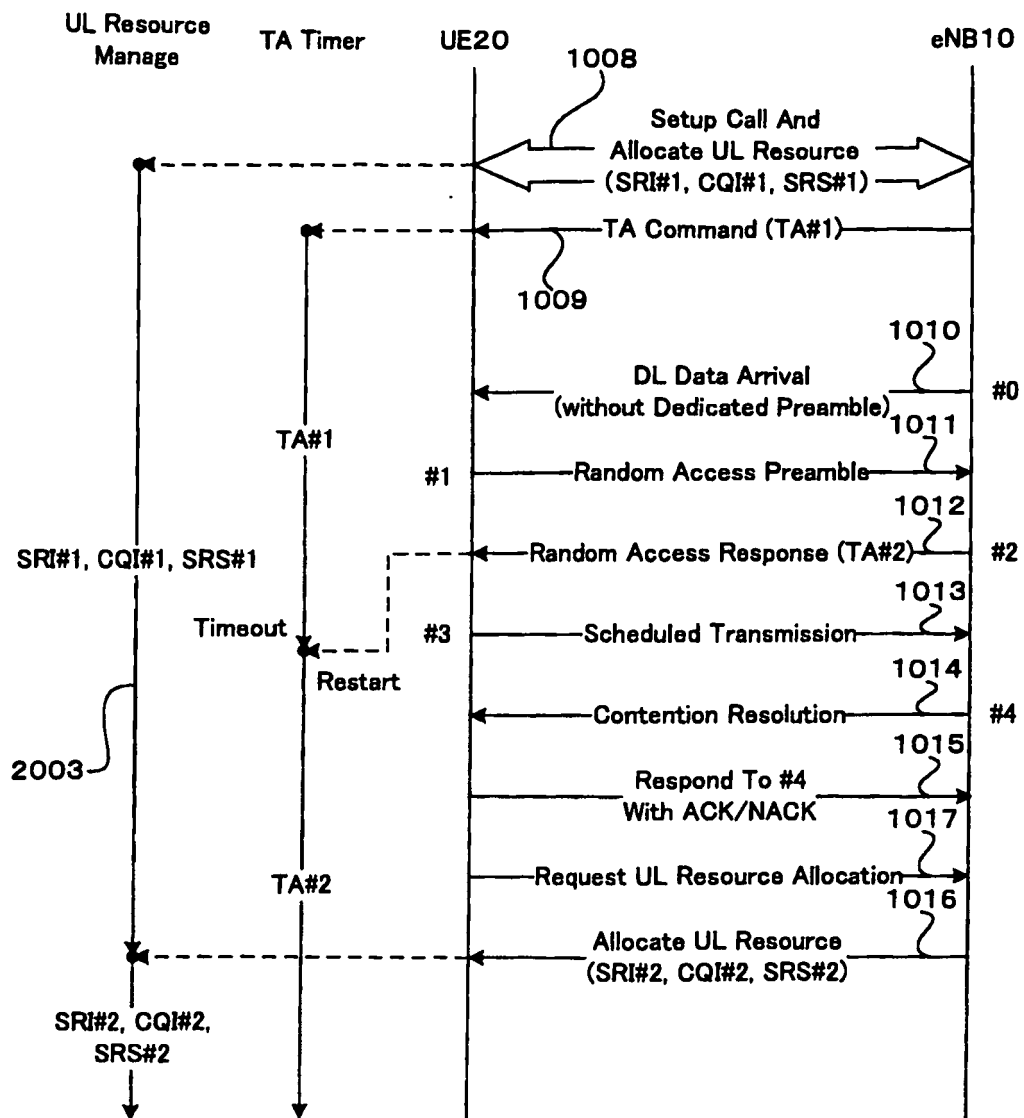 UL Resource
Manage
TA Timer
UE20
eNB10
1008
Setup Call And
Allocate UL Resource
(SRI#1, CQI#1, SRS#1)
TA Command (TA#1)
1009
1010
DL Data Arrival
(without Dedicated Preamble)
#0
1011
TA#1
#1
Random Access Preamble
1012
SRI#1, CQI#1, SRS#1
Random Access Response (TA#2)
#2
1013
Timeout
#3
Scheduled Transmission
Restart
1014
Contention Resolution
#4
2003
1015
Respond To #4
With ACK/NACK
1017
TA#2
Request UL Resource Allocation
1016
Allocate UL Resource
(SRI#2, CQI#2, SRS#2)
SRI#2, CQI#2,
SRS#2